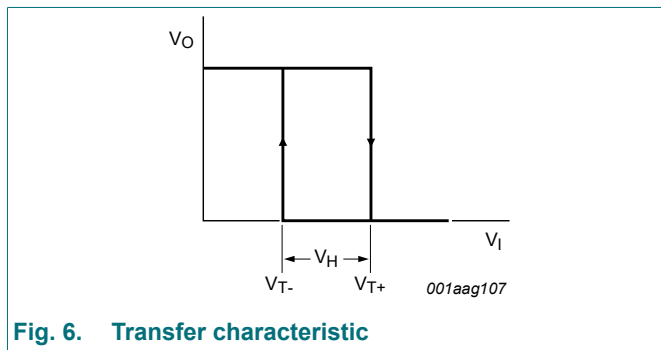 VO
VI
VH
VT-
VT+
001aag107
Fig. 6. Transfer characteristic